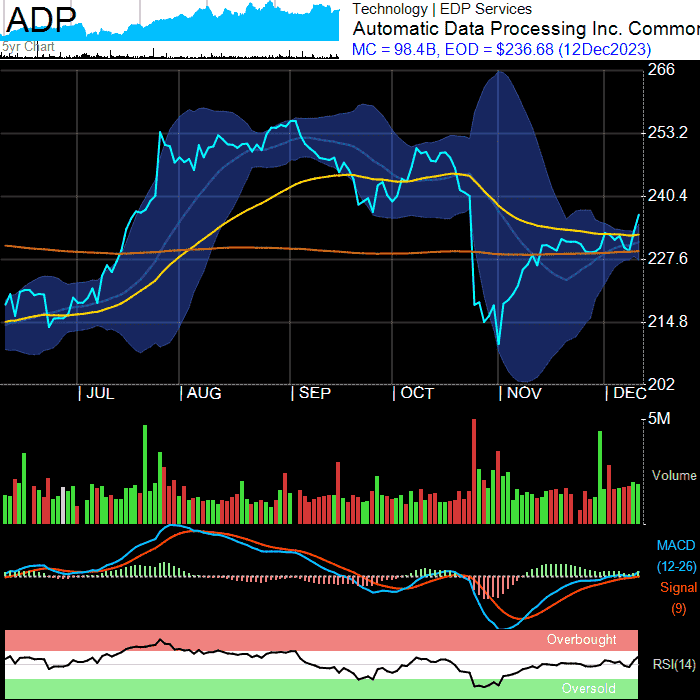 ADP
5yr Chart
Technology | EDP Services
Automatic Data Processing Inc. Common
MC = 98.4B, EOD = $236.68 (12Dec2023)
266
253.2
240.4
227.6
214.8
202
JUL
AUG
SEP
OCT
NOV
DEC
5M
Volume
MACD
(12-26)
Signal
(9)
Overbought
RSI(14)
Oversold